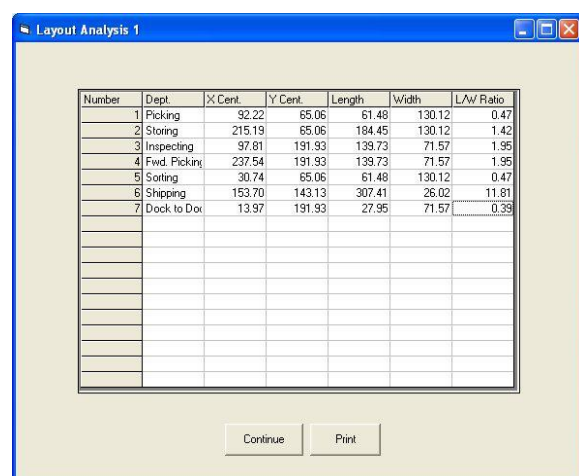 Layout Analysis 1
Number Dept. X Cent. Y Cent. Length Width L/W Ratio
1 Picking 92.22 65.06 61.48 130.12 0.47
2 Storing 215.19 65.06 184.45 130.12 1.42
3 Inspecting 97.81 191.93 139.73 71.57 1.95
4 Fwd. Picking 237.54 191.93 139.73 71.57 1.95
5 Sorting 30.74 65.06 61.48 130.12 0.47
6 Shipping 153.70 143.13 307.41 26.02 11.81
7 Dock to Doc 13.97 191.93 27.95 71.57 0.39
Continue Print